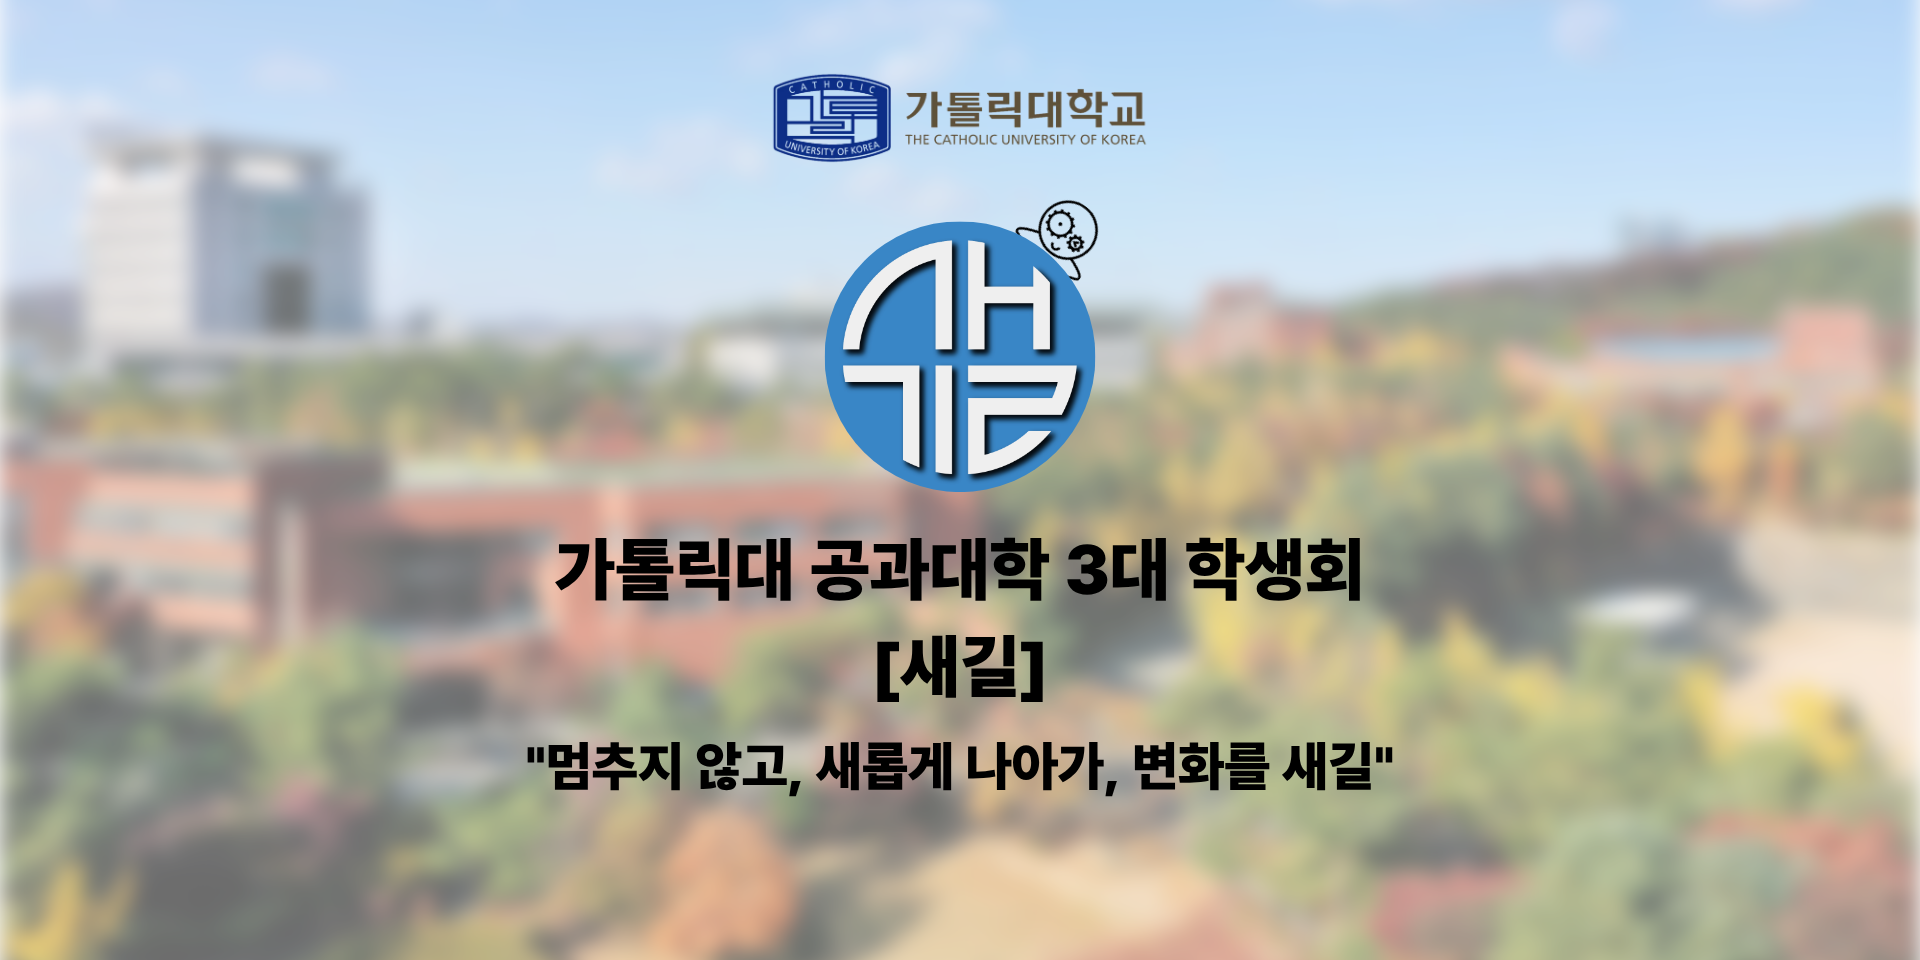 CATHOLIC
UNIVERSITY OF KOREA
가톨릭대학교
THE CATHOLIC UNIVERSITY OF KOREA
새길
가톨릭대 공과대학 3대 학생회
[새길]
"멈추지 않고, 새롭게 나아가, 변화를 새길"